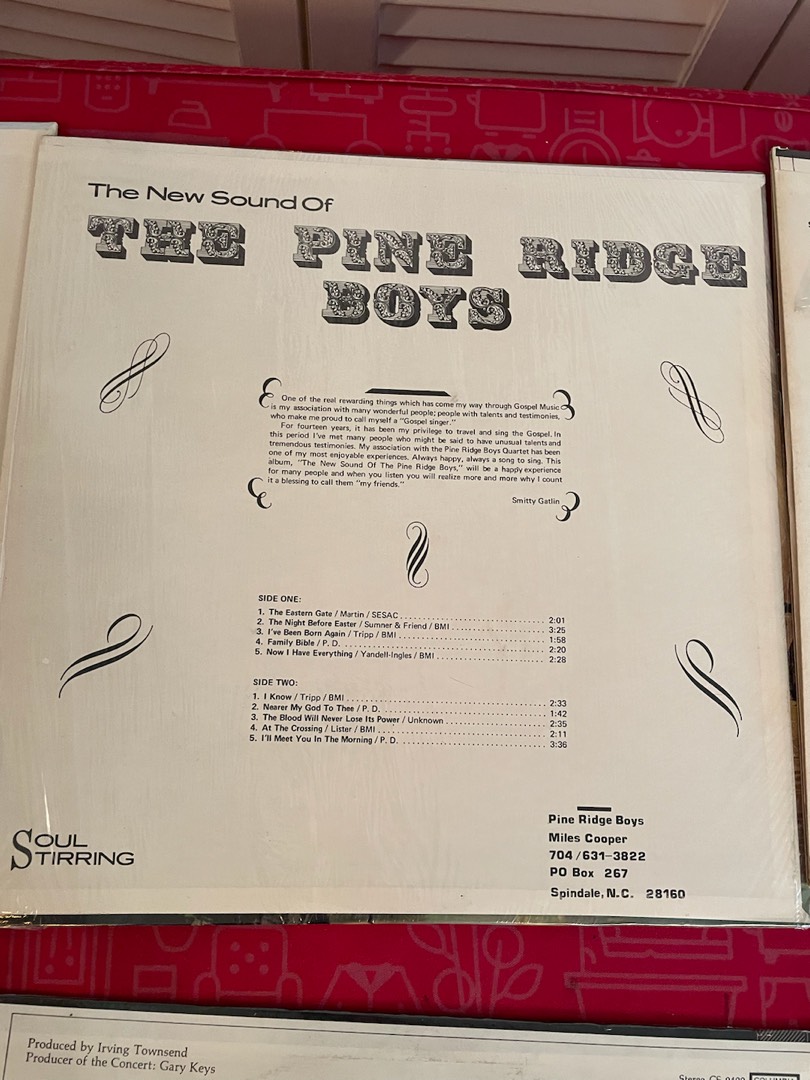 The New Sound Of
THE PINE RIDGE
BOYS
One of the real rewarding things which has come my way through Gospel Music
is my association with many wonderful people; people with talents and testimonies,
who make me proud to call myself a "Gospel singer."
For fourteen years, it has been my privilege to travel and sing the Gospel. In
this period I've met many people who might be said to have unusual talents and
tremendous testimonies. My association with the Pine Ridge Boys Quartet has been
one of my most enjoyable experiences. Always happy, always a song to sing. This
album, "The New Sound Of The Pine Ridge Boys," will be a happy experience
for many people and when you listen you will realize more and more why I count
it a blessing to call them "my friends."
Smitty Gatlin
SIDE ONE:
1. The Eastern Gate / Martin / SESAC 2:01
2. The Night Before Easter / Sumner & Friend / BMI 3:25
3. I've Been Born Again / Tripp / BMI 1:58
4. Family Bible / P. D. 2:20
5. Now I Have Everything / Yandell-Ingles / BMI 2:28
SIDE TWO:
1. I Know / Tripp / BMI 2:33
2. Nearer My God To Thee / P. D. 1:42
3. The Blood Will Never Lose Its Power / Unknown 2:35
4. At The Crossing / Lister / BMI 2:11
5. I'll Meet You In The Morning / P. D. 3:36
SOUL
STIRRING
Pine Ridge Boys
Miles Cooper
704/631-3822
PO Box 267
Spindale, N.C. 28160
Produced by Irving Townsend
Producer of the Concert: Gary Keys
Stereo